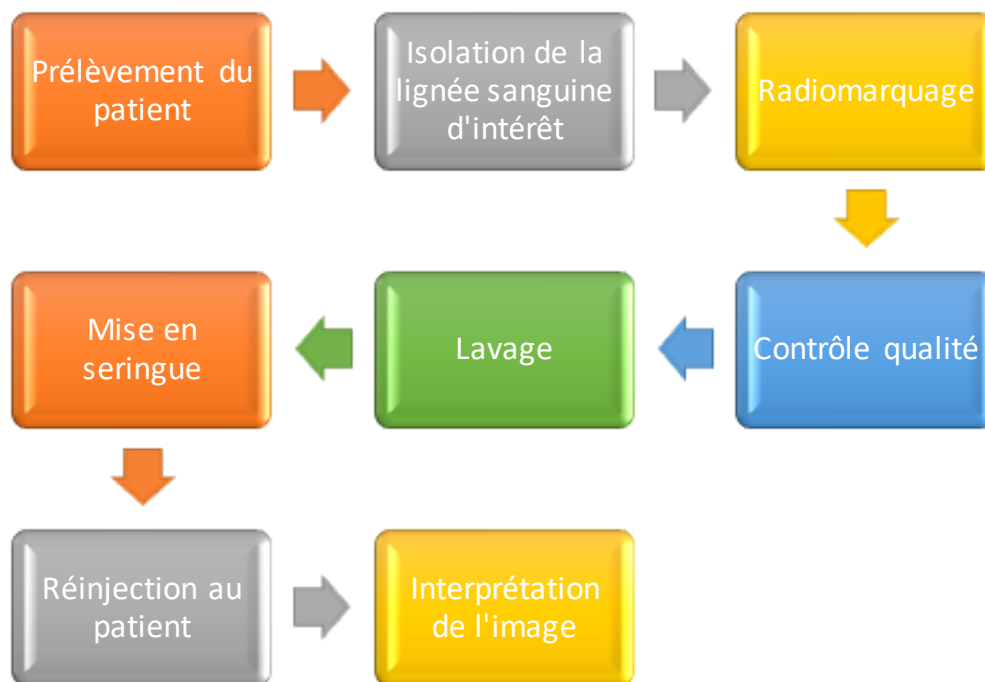 Prélèvement du
patient
Isolation de la
lignée sanguine
d'intérêt
Radiomarquage
Contrôle qualité
Lavage
Mise en
seringue
Réinjection au
patient
Interprétation
de l'image